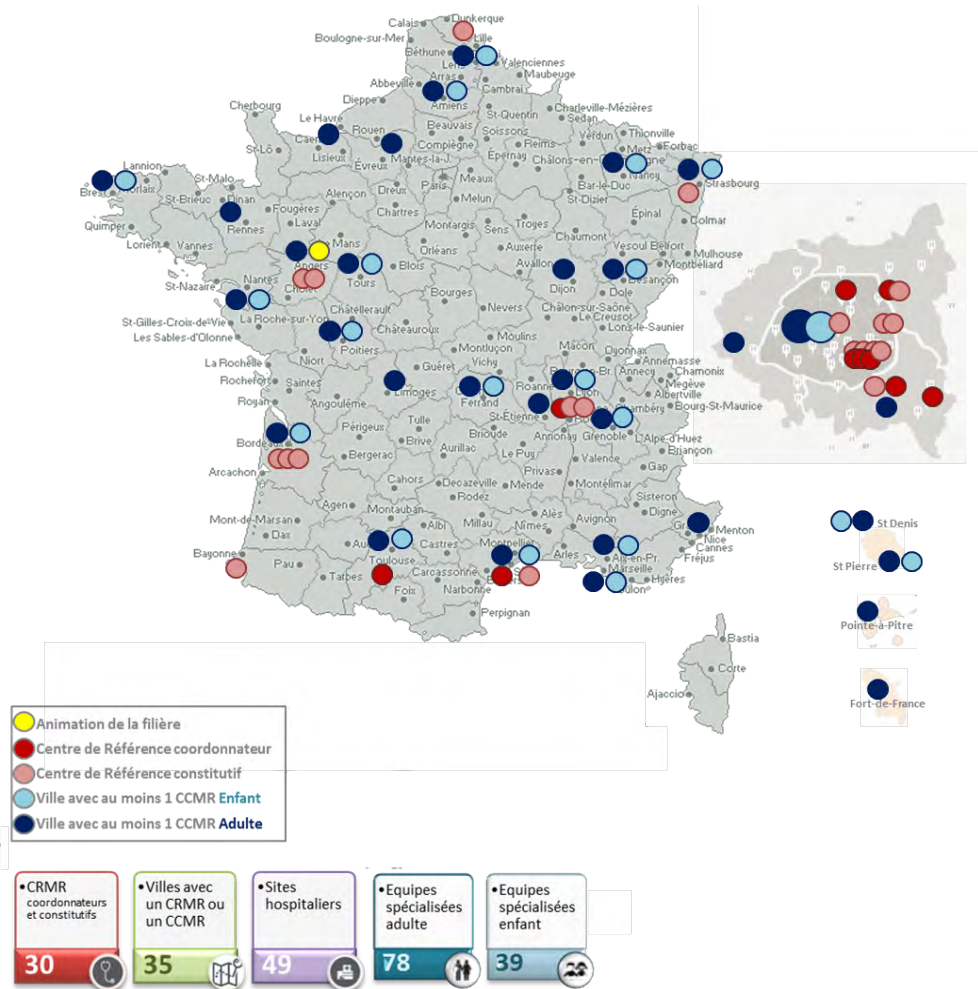 Dunkerque
Calais
Boulogne-sur-Mer
Lille
Béthune
Valenciennes
Maubeuge
Arras
Abbeville
Cambrai
Amiens
Dieppe
St-Quentin
Charleville-Mézières
Sedan
Cherbourg
Le Havre
Rouen
Beauvais
Soissons
Compiègne
Reims
Verdun
Thionville
Forbac
Metz
St-Lô
Lisieux
Évreux
Mantes-la-J.
Épernay
Nancy
Meaux
Paris
Bar-le-Duc
Strasbourg
Lannion
St-Malo
Brest
St-Brieuc
Dinan
Alençon
Dreux
Melun
St-Dizier
Quimper
Fougères
Chartres
Épinal
Colmar
Rennes
Laval
Montargis
Sens
Troyes
Chaumont
Lorient
Vannes
Mans
Orléans
Auxerre
Vesoul
Belfort
Mulhouse
Angers
Blois
Avallon
Montbéliard
St-Nazaire
Nantes
Tours
Dijon
Besançon
Bourges
Nevers
Dole
Châtellerault
Châlon-sur-Saône
Le Creusot
St-Gilles-Croix-de-Vie
La Roche-sur-Yon
Châteauroux
Lons-le-Saunier
Les Sables-d'Olonne
Moulins
Poitiers
Montluçon
Mâcon
Oyonnax
Niort
Annemasse
La Rochelle
Guéret
Vichy
Annecy
Chamonix
Rochefort
Saintes
Limoges
Roanne
Lyon
Megève
Albertville
Royan
Angoulême
Ferrand
St-Étienne
Chambéry
Bourg-St-Maurice
Tulle
Périgueux
Brioude
Annonay
Grenoble
L'Alpe-d'Huez
Bordeaux
Brive
Aurillac
Le Puy
Valence
Briançon
Bergerac
Arcachon
Privas
Gap
Cahors
Decazeville
Mende
Montélimar
Rodez
Sisteron
Agen
Montauban
Alès
Digne
Mont-de-Marsan
Albi
Millau
Nîmes
Avignon
Menton
Dax
Nice
Castres
Montpellier
Cannes
Bayonne
Toulouse
Arles
Aix-en-Pr.
Fréjus
Pau
Tarbes
Carcassonne
Marseille
Foix
Narbonne
Hyères
Perpignan
Bastia
Corte
Ajaccio
St Denis
St Pierre
Pointe-à-Pitre
Fort-de-France
Animation de la filière
Centre de Référence coordonnateur
Centre de Référence constitutif
Ville avec au moins 1 CCMR Enfant
Ville avec au moins 1 CCMR Adulte
•CRMR
coordonnateurs
et constitutifs
30
•Villes avec
un CRMR ou
un CCMR
35
•Sites
hospitaliers
49
•Equipes
spécialisées
adulte
78
•Equipes
spécialisées
enfant
39